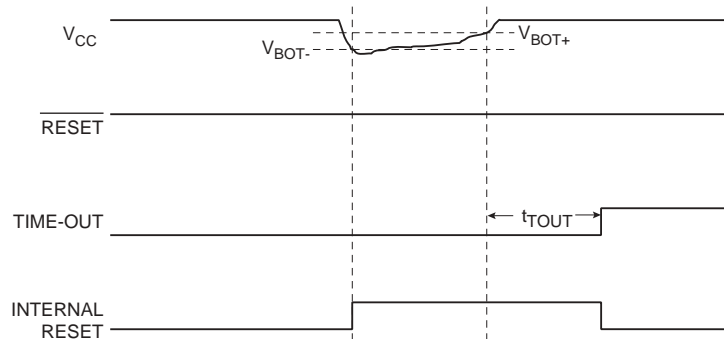 VCC
VBOT-
VBOT+
RESET
TIME-OUT
tTOUT
INTERNAL
RESET